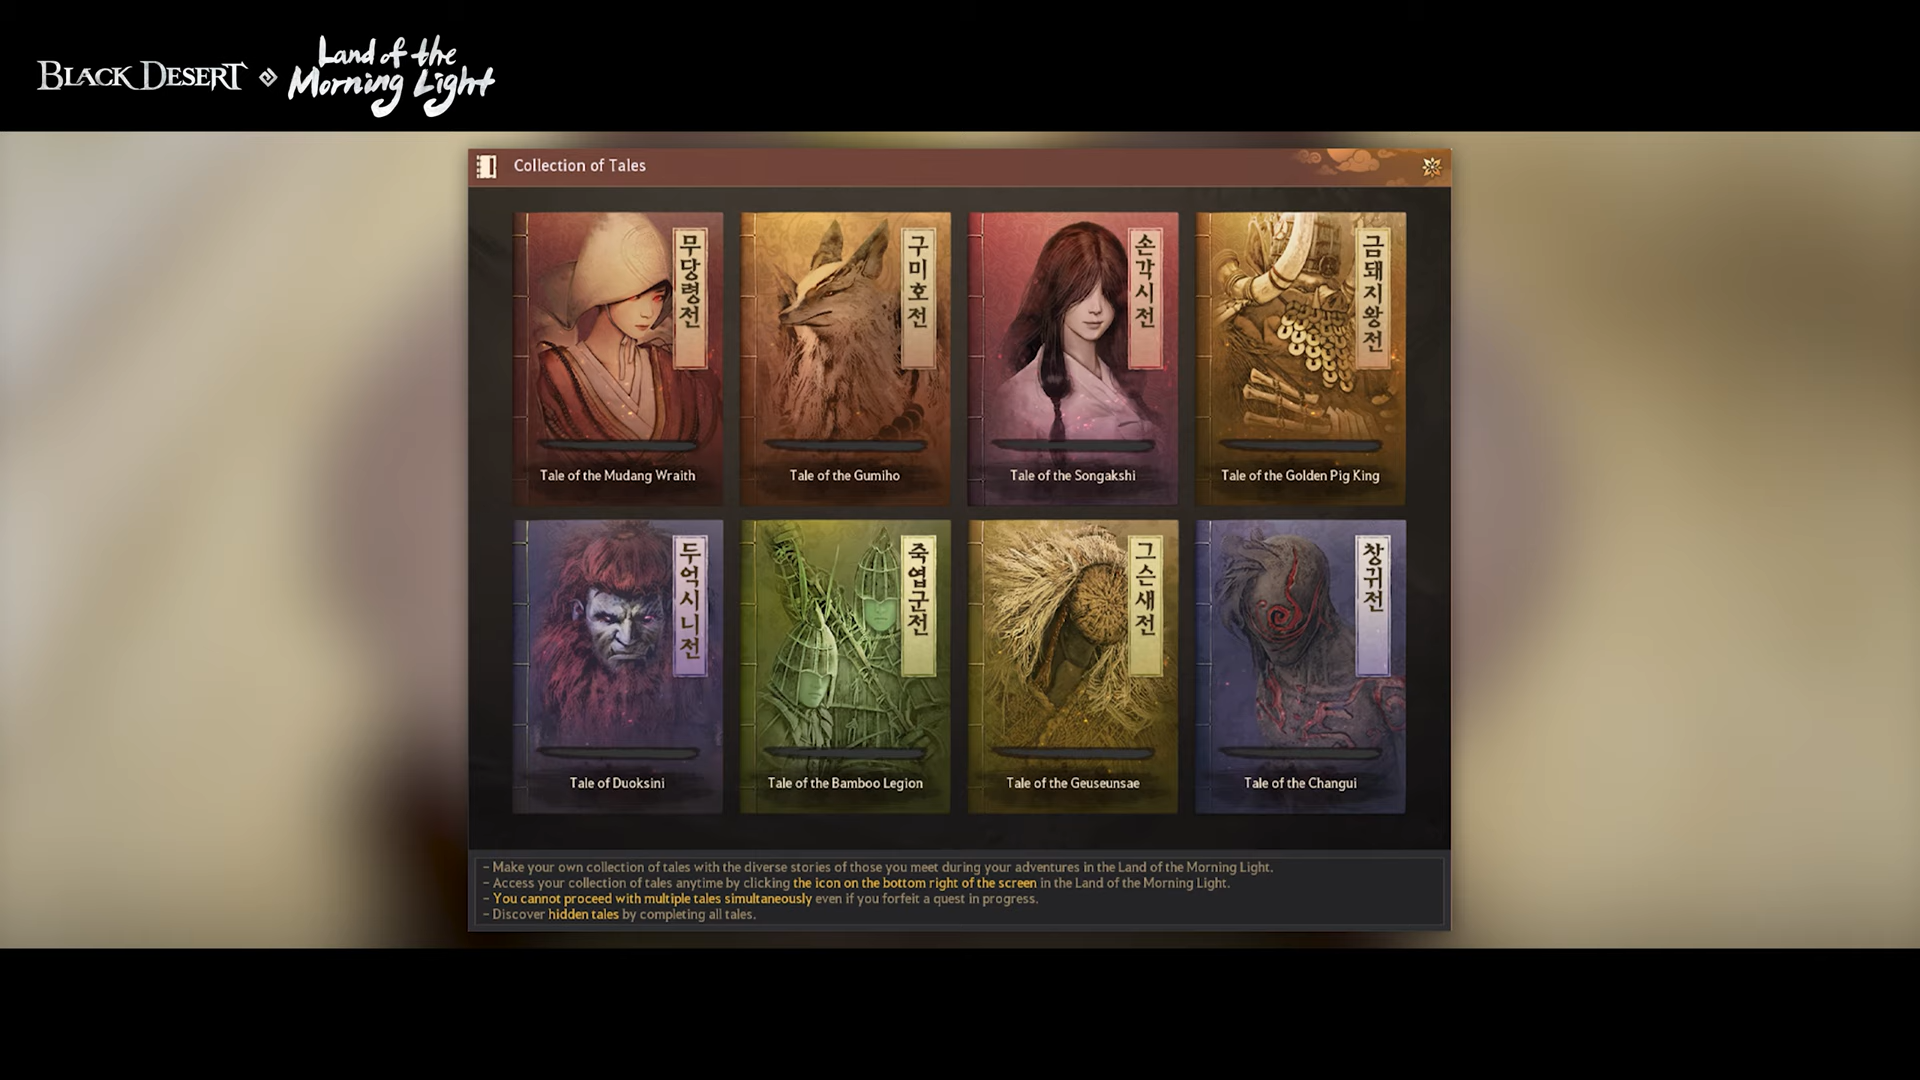 BLACK DESERT
Land of the
Morning Light
Collection of Tales
무당령전
구미호전
손각시전
금돼지왕전
Tale of the Mudang Wraith
Tale of the Gumiho
Tale of the Songakshi
Tale of the Golden Pig King
두억시니전
죽엽군전
그슨새전
창귀전
Tale of Duoksini
Tale of the Bamboo Legion
Tale of the Geuseunsae
Tale of the Changui
– Make your own collection of tales with the diverse stories of those you meet during your adventures in the Land of the Morning Light.
– Access your collection of tales anytime by clicking the icon on the bottom right of the screen in the Land of the Morning Light.
– You cannot proceed with multiple tales simultaneously even if you forfeit a quest in progress.
– Discover hidden tales by completing all tales.